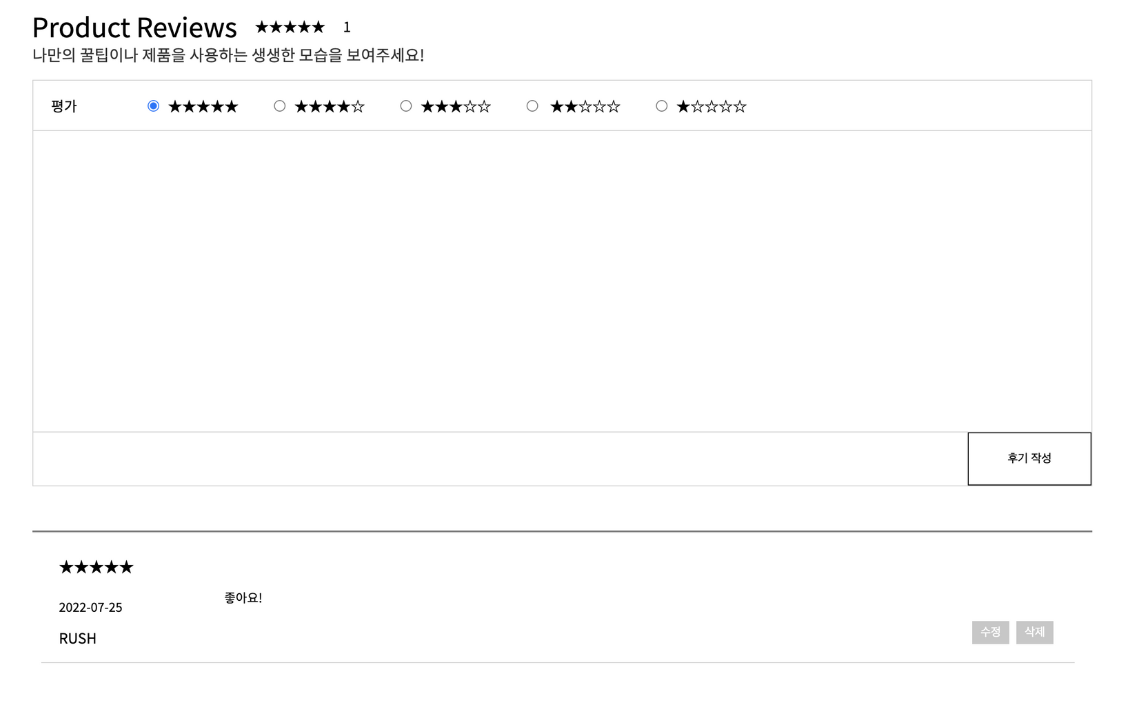 Product Reviews ★★★★★ 1
나만의 꿀팁이나 제품을 사용하는 생생한 모습을 보여주세요!
평가 ★★★★★ ★★★★☆ ★★★☆☆ ★★☆☆☆ ★☆☆☆☆
후기 작성
★★★★★
좋아요!
2022-07-25
RUSH
수정 삭제